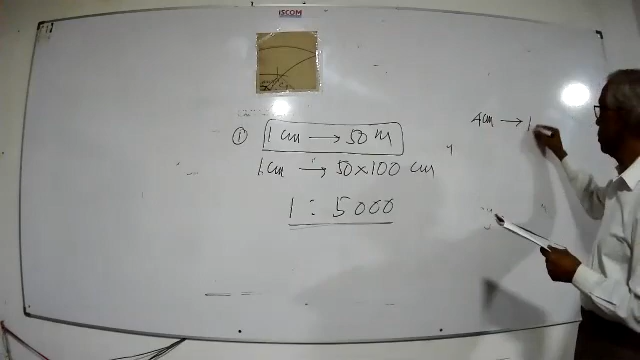 ISCOM
① 1 cm → 50 m
1 cm → 50×100 cm
1 : 5000
4 cm → 1